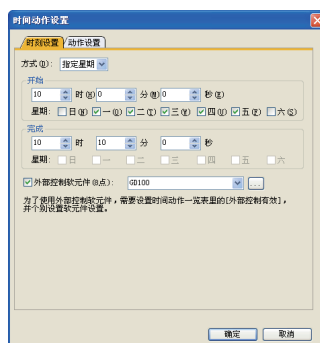 时间动作设置
时刻设置 动作设置
方式(Q): 指定星期
开始
10 时(H) 0 分(M) 0 秒(E)
星期: 日(N) 一(O) 二(T) 三(W) 四(U) 五(F) 六(S)
完成
10 时 10 分 0 秒
星期: 日 一 二 三 四 五 六
外部控制软元件(8点): GD100 ...
为了使用外部控制软元件,需要设置时间动作一览表里的[外部控制有效],
并个别设置软元件设置。
确定 取消